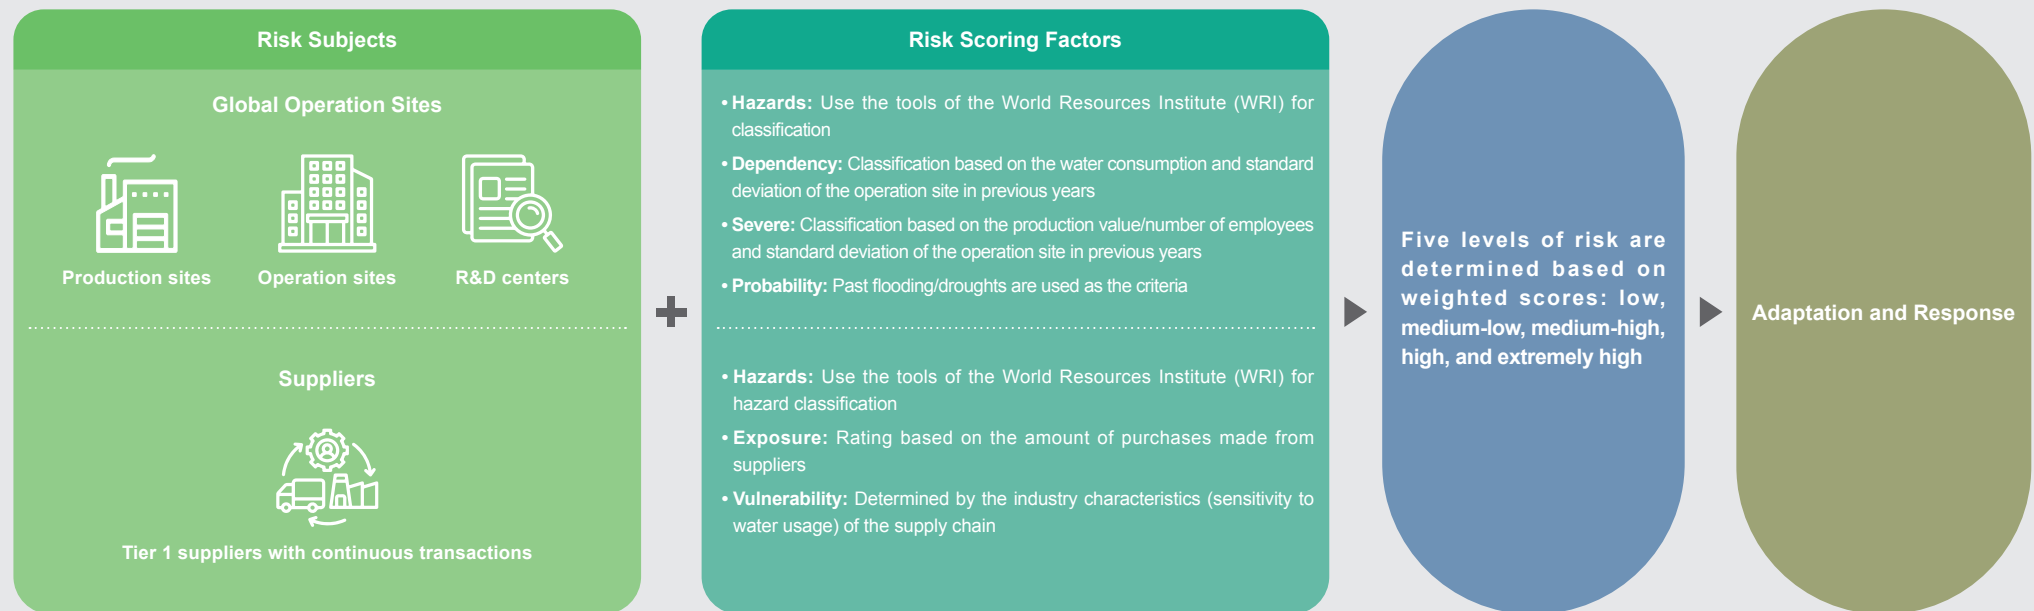 Risk Subjects
Global Operation Sites
Production sites
Operation sites
R&D centers
Suppliers
Tier 1 suppliers with continuous transactions
Risk Scoring Factors
• Hazards: Use the tools of the World Resources Institute (WRI) for
classification
• Dependency: Classification based on the water consumption and standard
deviation of the operation site in previous years
• Severe: Classification based on the production value/number of employees
and standard deviation of the operation site in previous years
• Probability: Past flooding/droughts are used as the criteria
• Hazards: Use the tools of the World Resources Institute (WRI) for
hazard classification
• Exposure: Rating based on the amount of purchases made from
suppliers
• Vulnerability: Determined by the industry characteristics (sensitivity to
water usage) of the supply chain
Five levels of risk are
determined based on
weighted scores: low,
medium-low, medium-high,
high, and extremely high
Adaptation and Response